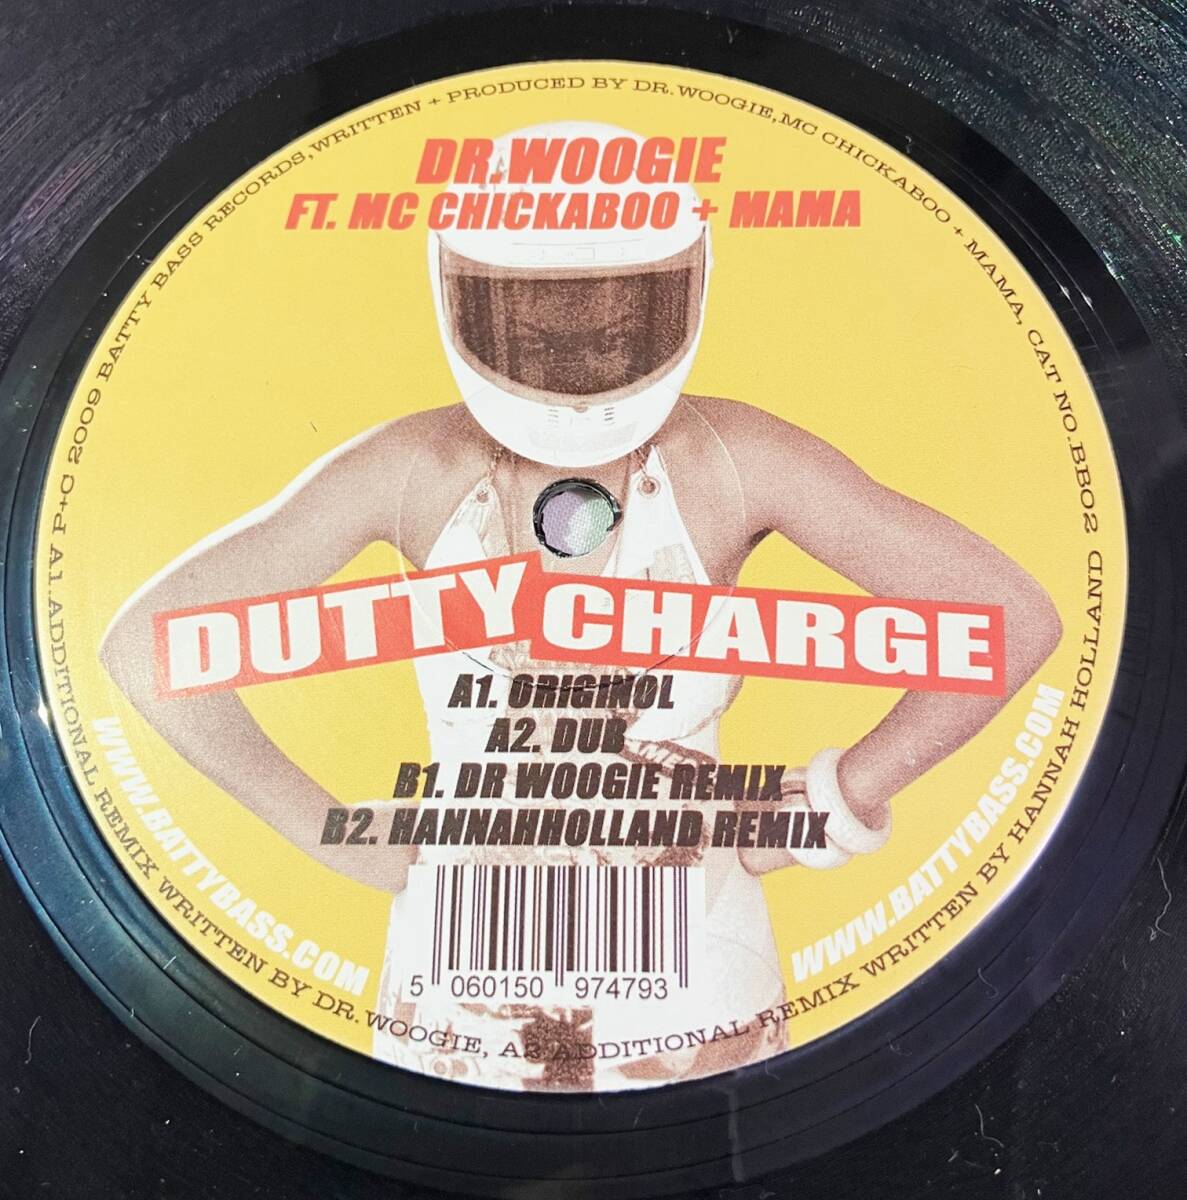 DR.WOOGIE
FT. MC CHICKABOO + MAMA
DUTTY CHARGE
A1. ORIGINOL
A2. DUB
B1. DR WOOGIE REMIX
B2. HANNAHHOLLAND REMIX
5 060150 974793
WWW.BATTYBASS.COM
WWW.BATTYBASS.COM
P+C 2009 BATTY BASS RECORDS,WRITTEN + PRODUCED BY DR.WOOGIE,MC CHICKABOO + MAMA, CAT NO.BB02
A1.ADDITIONAL REMIX WRITTEN BY DR.WOOGIE, A2 ADDITIONAL REMIX WRITTEN BY HANNAH HOLLAND